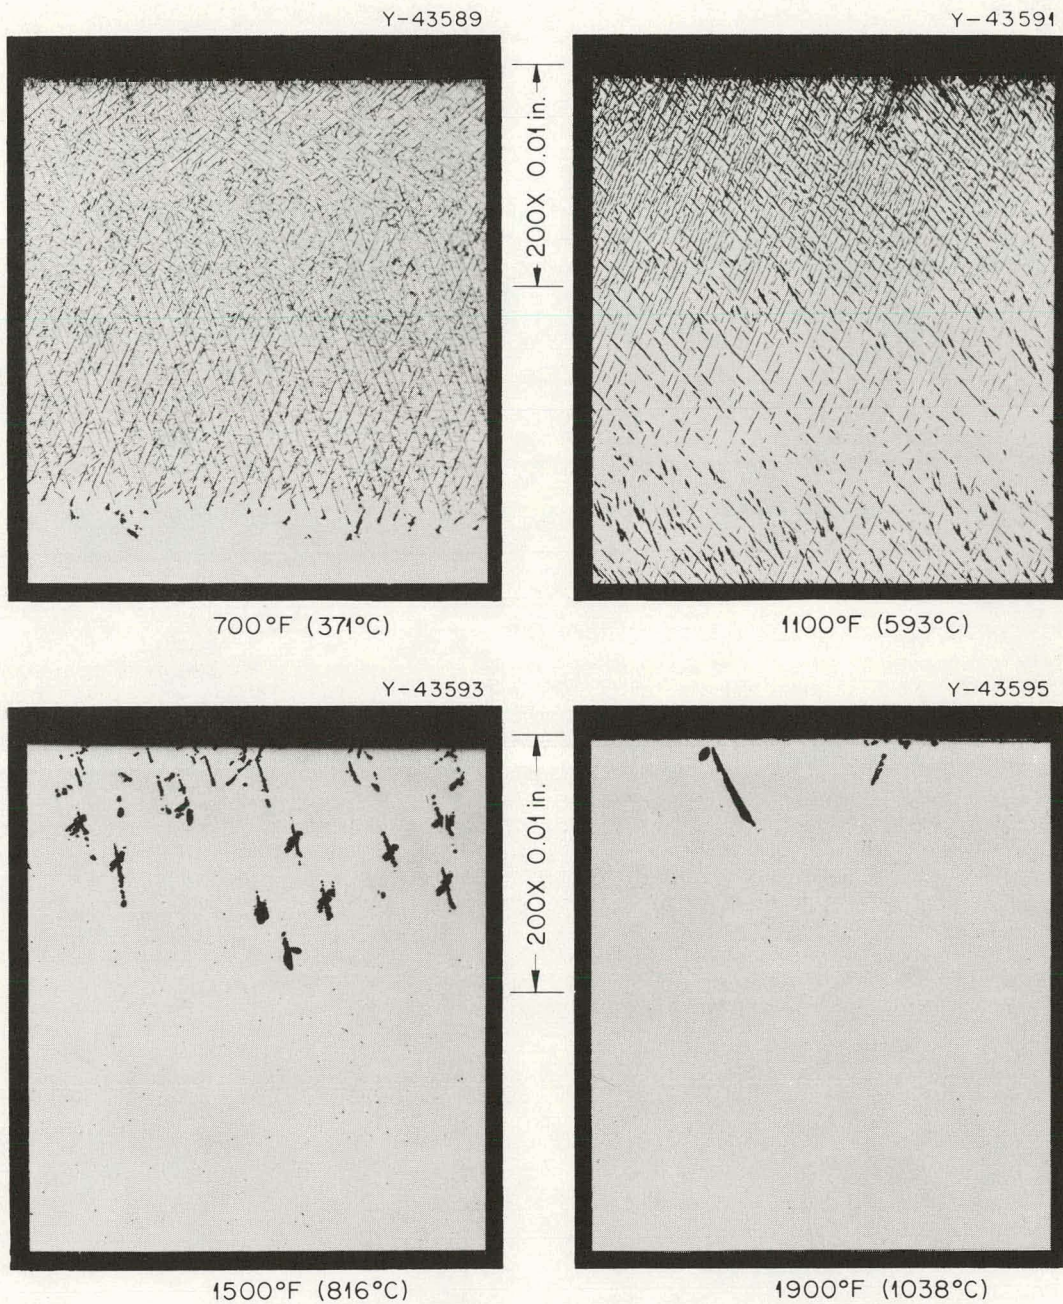 Y-43589
Y-43591
200X 0.01 in.
700°F (371°C)
1100°F (593°C)
Y-43593
Y-43595
200X 0.01 in.
1500°F (816°C)
1900°F (1038°C)